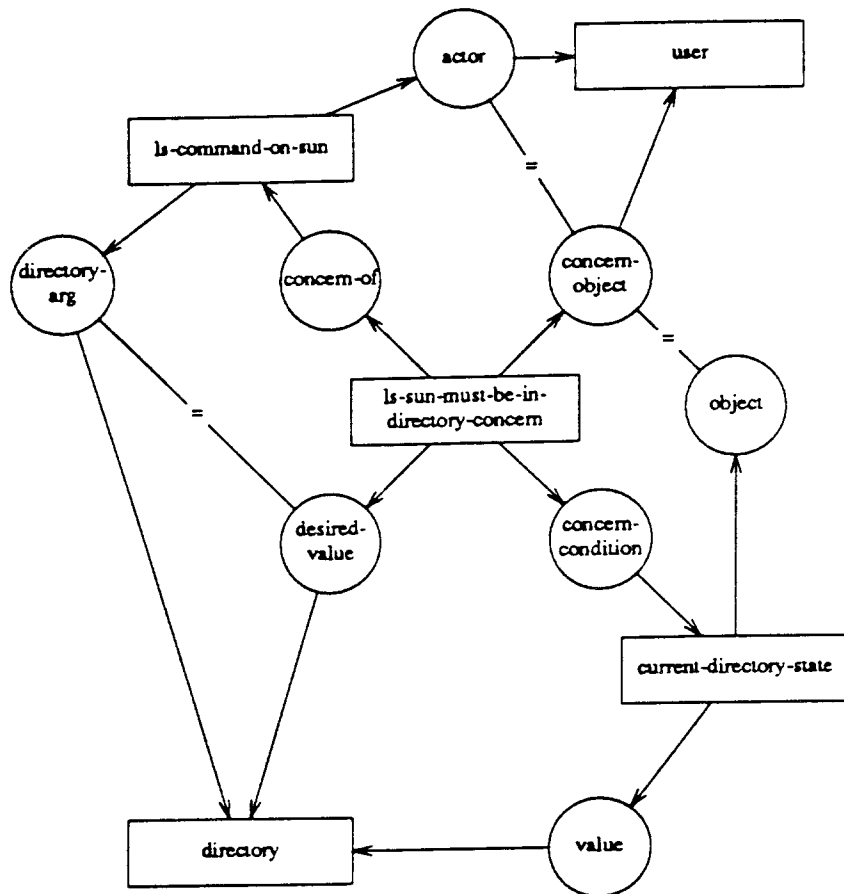 actor
user
ls-command-on-sun
=
directory-
arg
concern-of
concern-
object
=
ls-sun-must-be-in-
directory-concern
object
=
desired-
value
concern-
condition
current-directory-state
directory
value